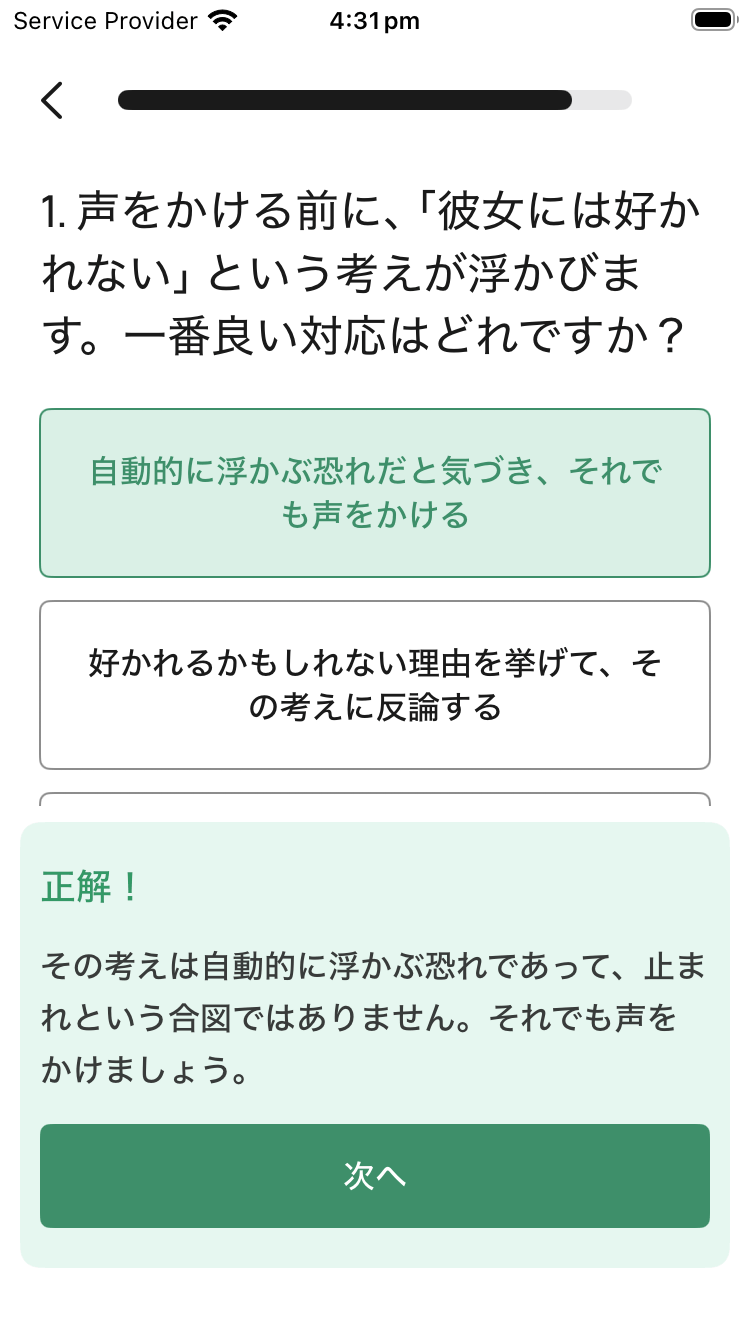 Service Provider 4:31pm
1. 声をかける前に、「彼女には好か
れない」という考えが浮かびま
す。一番良い対応はどれですか？
自動的に浮かぶ恐れだと気づき、それで
も声をかける
好かれるかもしれない理由を挙げて、そ
の考えに反論する
正解！
その考えは自動的に浮かぶ恐れであって、止ま
れという合図ではありません。それでも声を
かけましょう。
次へ